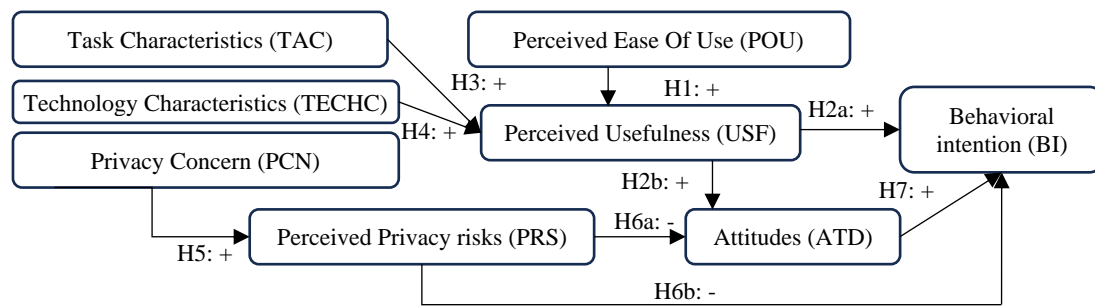 Task Characteristics (TAC)
Perceived Ease Of Use (POU)
H3: +
H1: +
Technology Characteristics (TECHC)
H4: +
Perceived Usefulness (USF)
H2a: +
Behavioral
intention (BI)
Privacy Concern (PCN)
H2b: +
H7: +
H5: +
Perceived Privacy risks (PRS)
H6a: -
Attitudes (ATD)
H6b: -